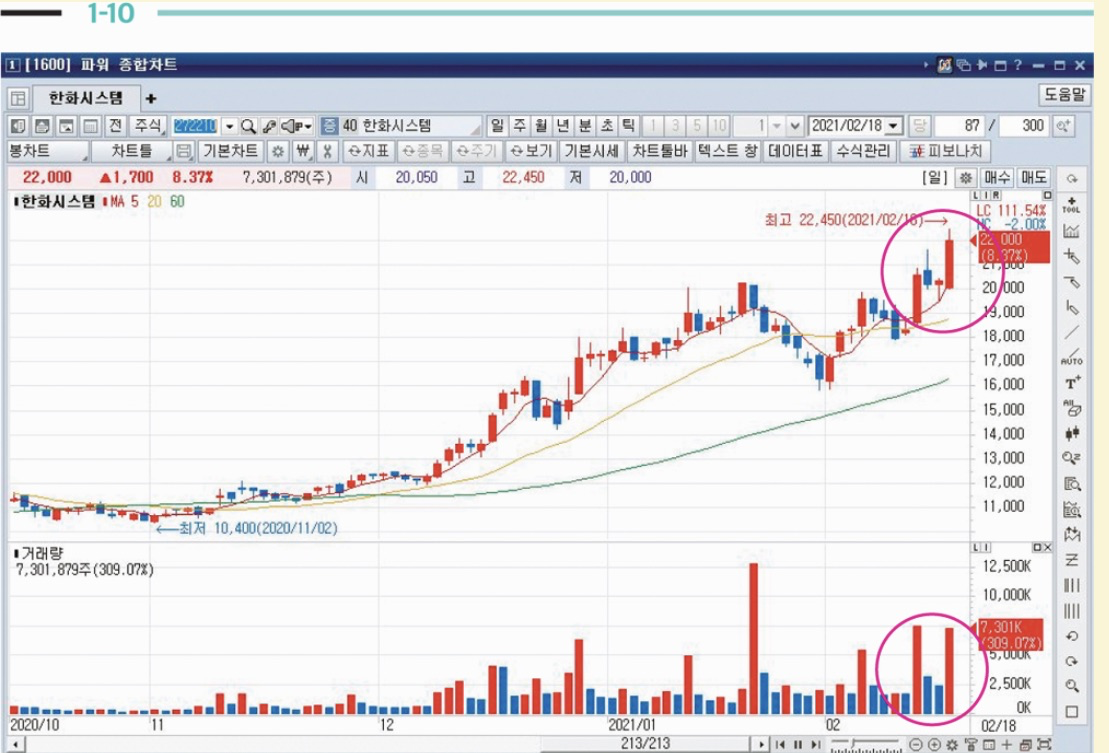 1-10
1 [1600] 파워 종합차트
한화시스템 +
도움말
전 주식 272210 증 40 한화시스템 일 주 월 년 분 초 틱 1 3 5 10 1 2021/02/18 당 87 / 300
봉차트 차트틀 기본차트 ₩ 지표 종목 주기 보기 기본시세 차트툴바 텍스트 창 데이터표 수식관리 피보나치
22,000 ▲1,700 8.37% 7,301,879(주) 시 20,050 고 22,450 저 20,000 [일] 매수 매도
한화시스템 MA 5 20 60
L I R
TOOL
최고 22,450(2021/02/18)
LC 111.54%
HC -2.00%
22,000
(8.37%)
21,000
20,000
19,000
18,000
17,000
AUTO
16,000
15,000
14,000
13,000
12,000
11,000
최저 10,400(2020/11/02)
거래량
L I
7,301,879주(309.07%)
12,500K
10,000K
7,301K
(309.07%)
5,000K
2,500K
0K
2020/10 11 12 2021/01 02 02/18
213/213